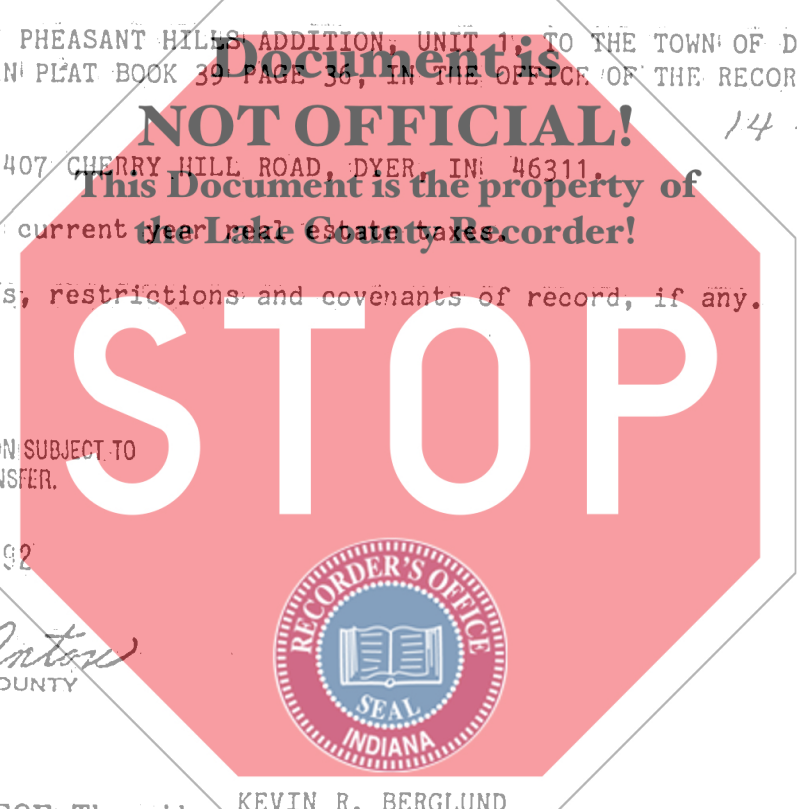 PHEASANT HILLS ADDITION, UNIT 1, TO THE TOWN OF D
N PLAT BOOK 39 PAGE 36, IN THE OFFICE OF THE RECOR
Document is
NOT OFFICIAL!
14
407 CHERRY HILL ROAD, DYER, IN 46311.
This Document is the property of
current year real estate taxes.
the Lake County Recorder!
s, restrictions and covenants of record, if any.
STOP
N SUBJECT TO
NSFER.
92
Anton
OUNTY
RECORDER'S OFFICE
SEAL
INDIANA
KEVIN R. BERGLUND